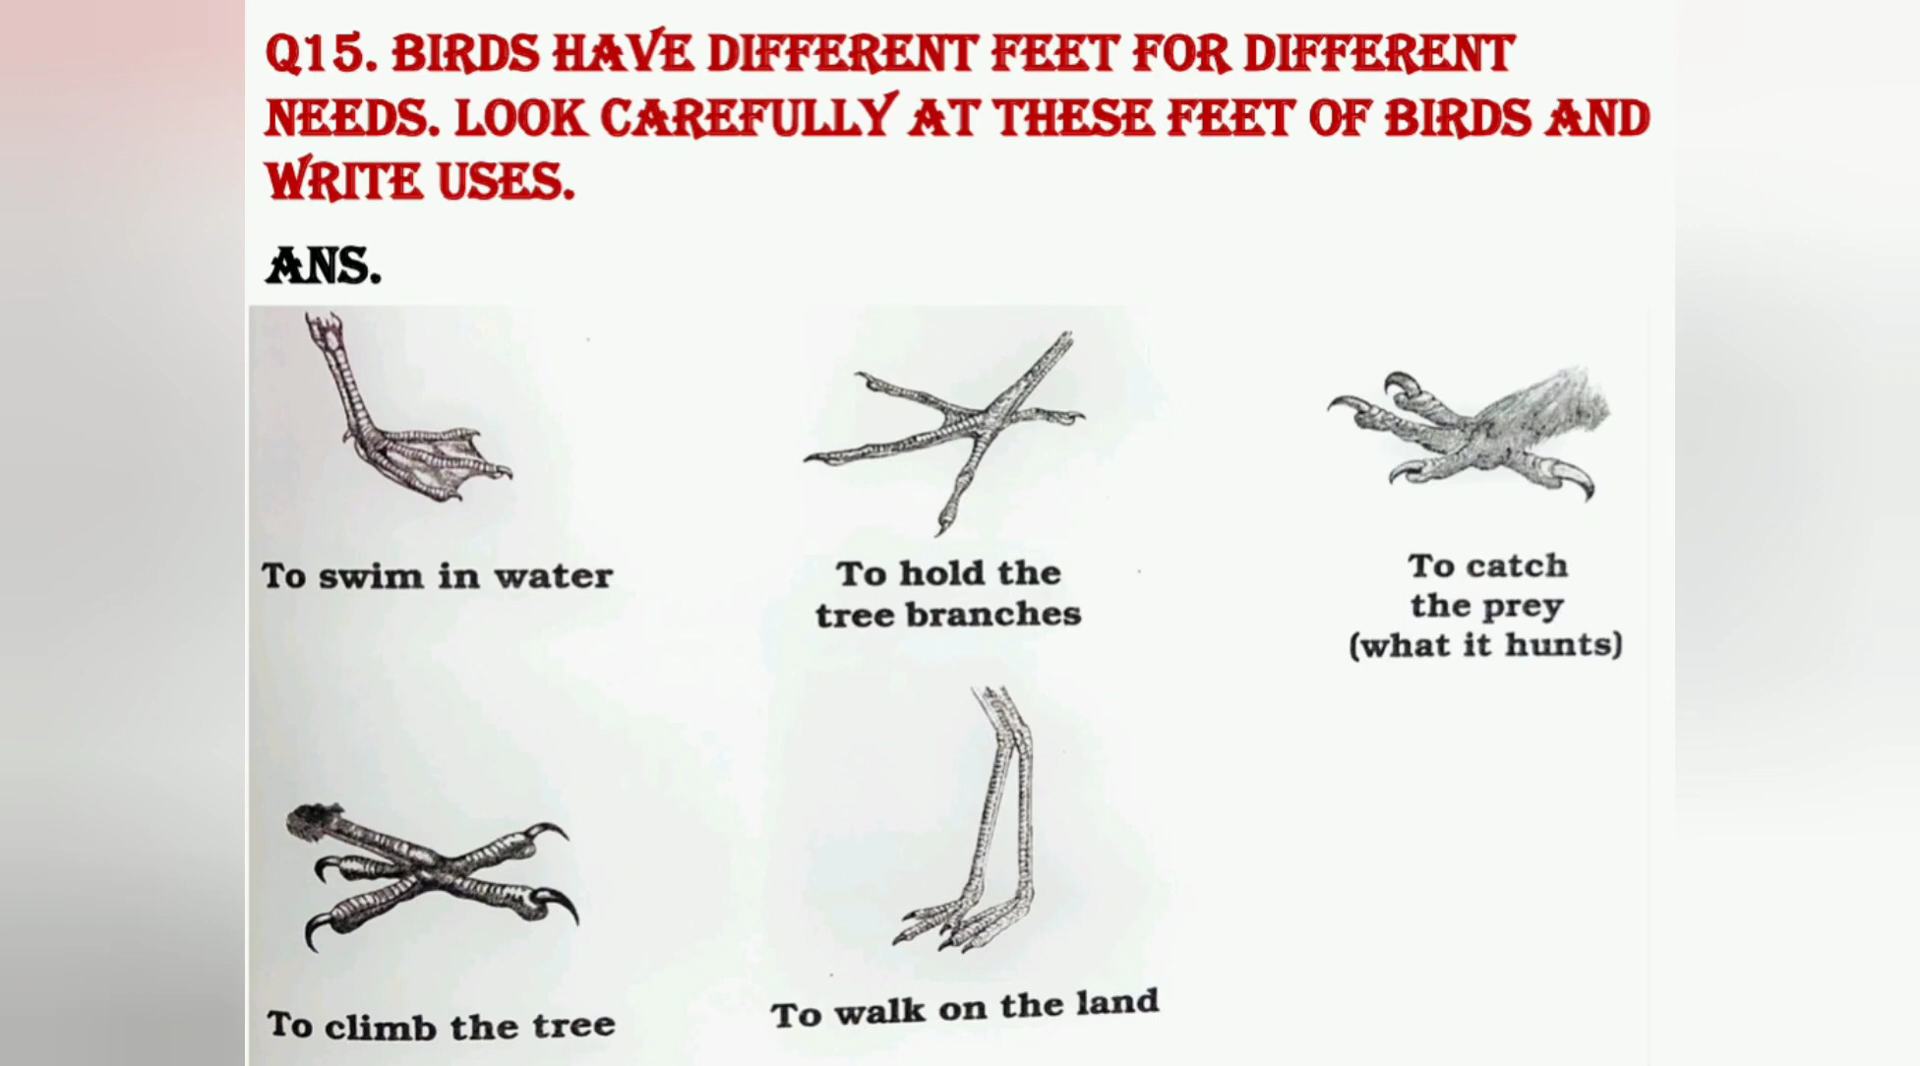 Q15. BIRDS HAVE DIFFERENT FEET FOR DIFFERENT
NEEDS. LOOK CAREFULLY AT THESE FEET OF BIRDS AND
WRITE USES.
ANS.
To swim in water
To hold the
tree branches
To catch
the prey
(what it hunts)
To climb the tree
To walk on the land